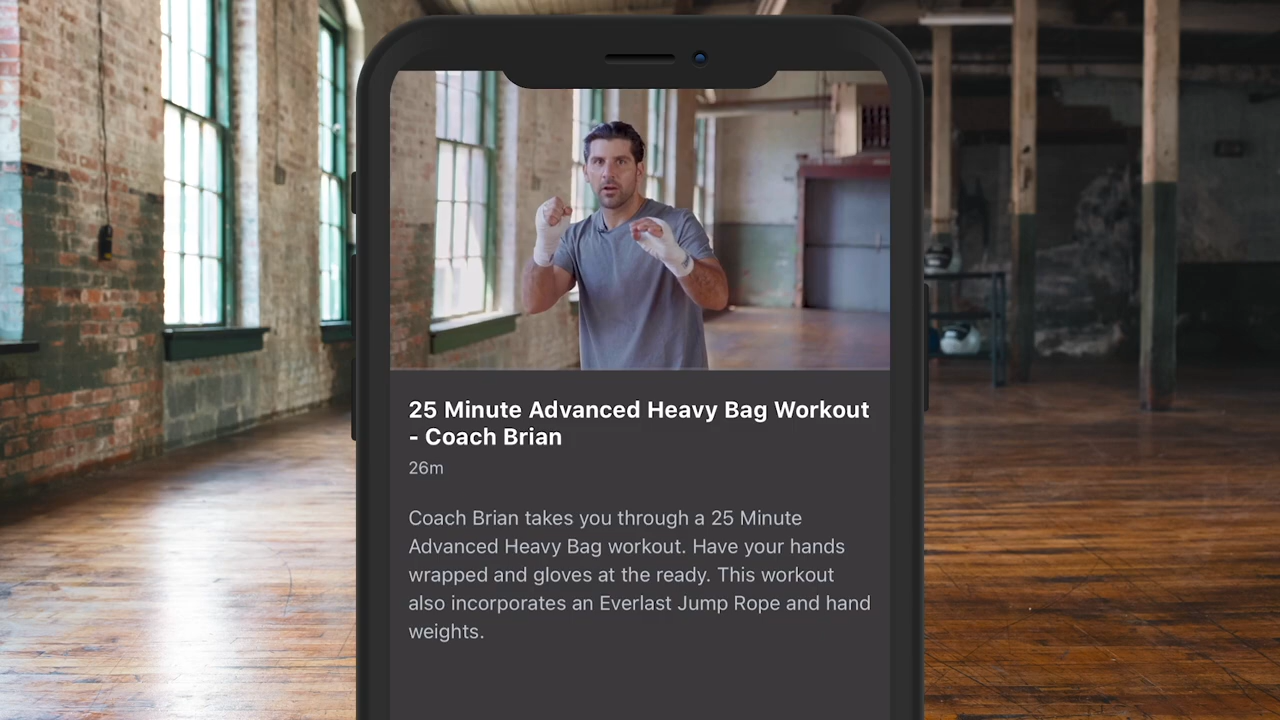 25 Minute Advanced Heavy Bag Workout
- Coach Brian
26m
Coach Brian takes you through a 25 Minute
Advanced Heavy Bag workout. Have your hands
wrapped and gloves at the ready. This workout
also incorporates an Everlast Jump Rope and hand
weights.